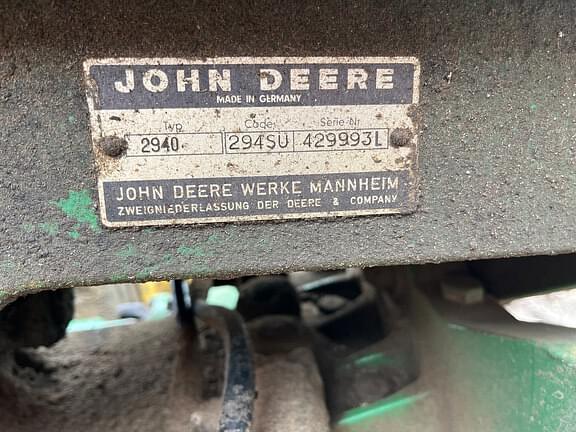 JOHN DEERE
MADE IN GERMANY
Typ Code Serie Nr.
2940 294SU 429993L
JOHN DEERE WERKE MANNHEIM
ZWEIGNIEDERLASSUNG DER DEERE & COMPANY